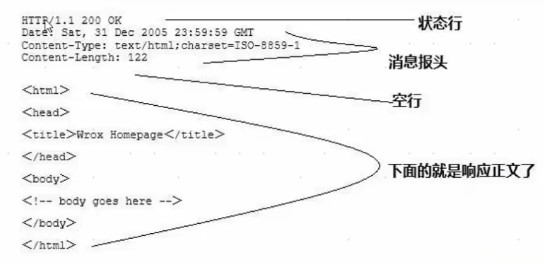 HTTP/1.1 200 OK
状态行
Date: Sat, 31 Dec 2005 23:59:59 GMT
Content-Type: text/html;charset=ISO-8859-1
Content-Length: 122
消息报头
空行
<html>
<head>
<title>Wrox Homepage</title>
</head>
<body>
下面的就是响应正文了
<!-- body goes here -->
</body>
</html>